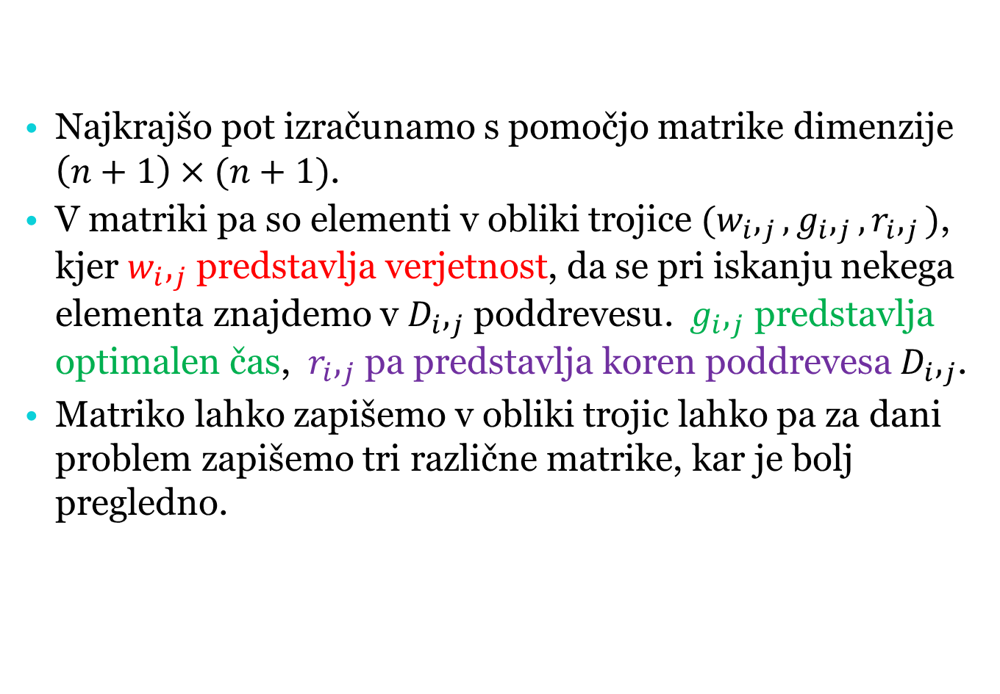 • Najkrajšo pot izračunamo s pomočjo matrike dimenzije
(n + 1) × (n + 1).
• V matriki pa so elementi v obliki trojice (w_{i,j} , g_{i,j} , r_{i,j} ),
kjer w_{i,j} predstavlja verjetnost, da se pri iskanju nekega
elementa znajdemo v D_{i,j} poddrevesu. g_{i,j} predstavlja
optimalen čas, r_{i,j} pa predstavlja koren poddrevesa D_{i,j}.
• Matriko lahko zapišemo v obliki trojic lahko pa za dani
problem zapišemo tri različne matrike, kar je bolj
pregledno.